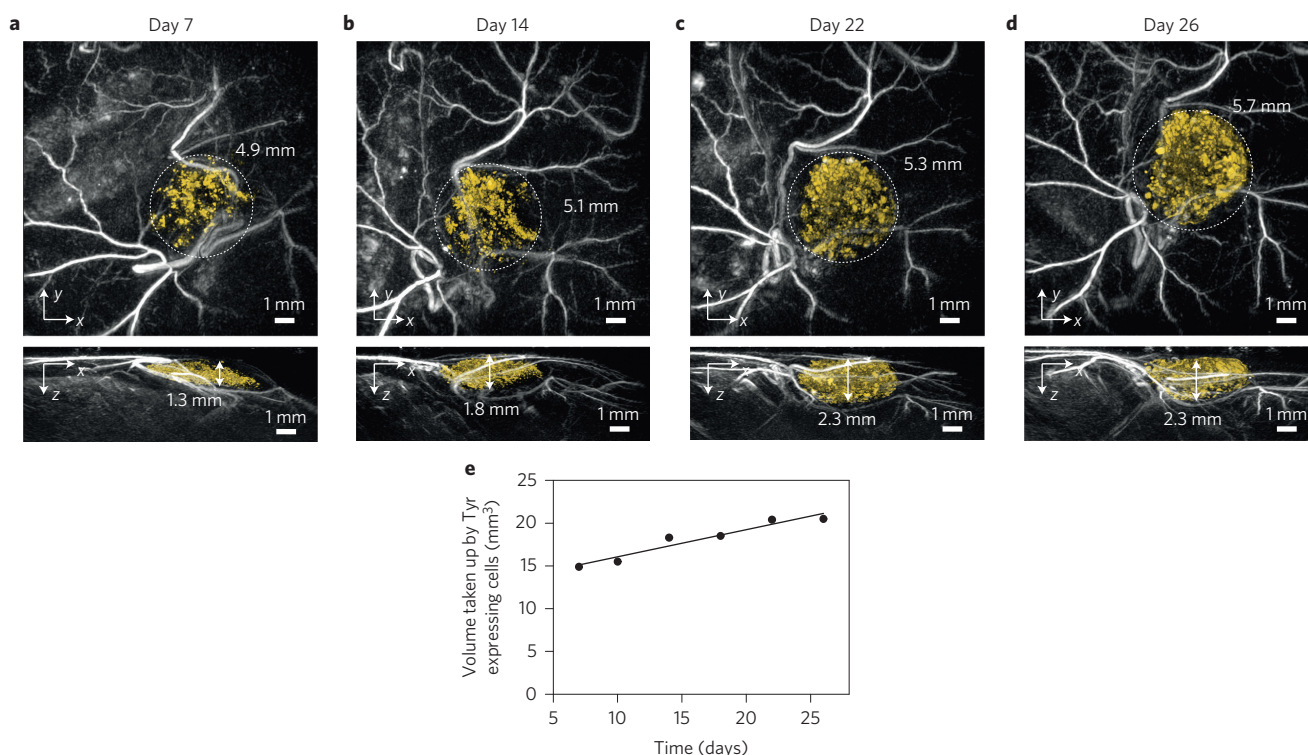 a
Day 7
b
Day 14
c
Day 22
d
Day 26
4.9 mm
5.1 mm
5.3 mm
5.7 mm
y
x
1 mm
y
x
1 mm
y
x
1 mm
y
x
1 mm
x
z
1.3 mm
1 mm
x
z
1.8 mm
1 mm
x
z
2.3 mm
1 mm
x
z
2.3 mm
1 mm
e
Volume taken up by Tyr
expressing cells (mm³)
25
20
15
10
5
0
5
10
15
20
25
Time (days)